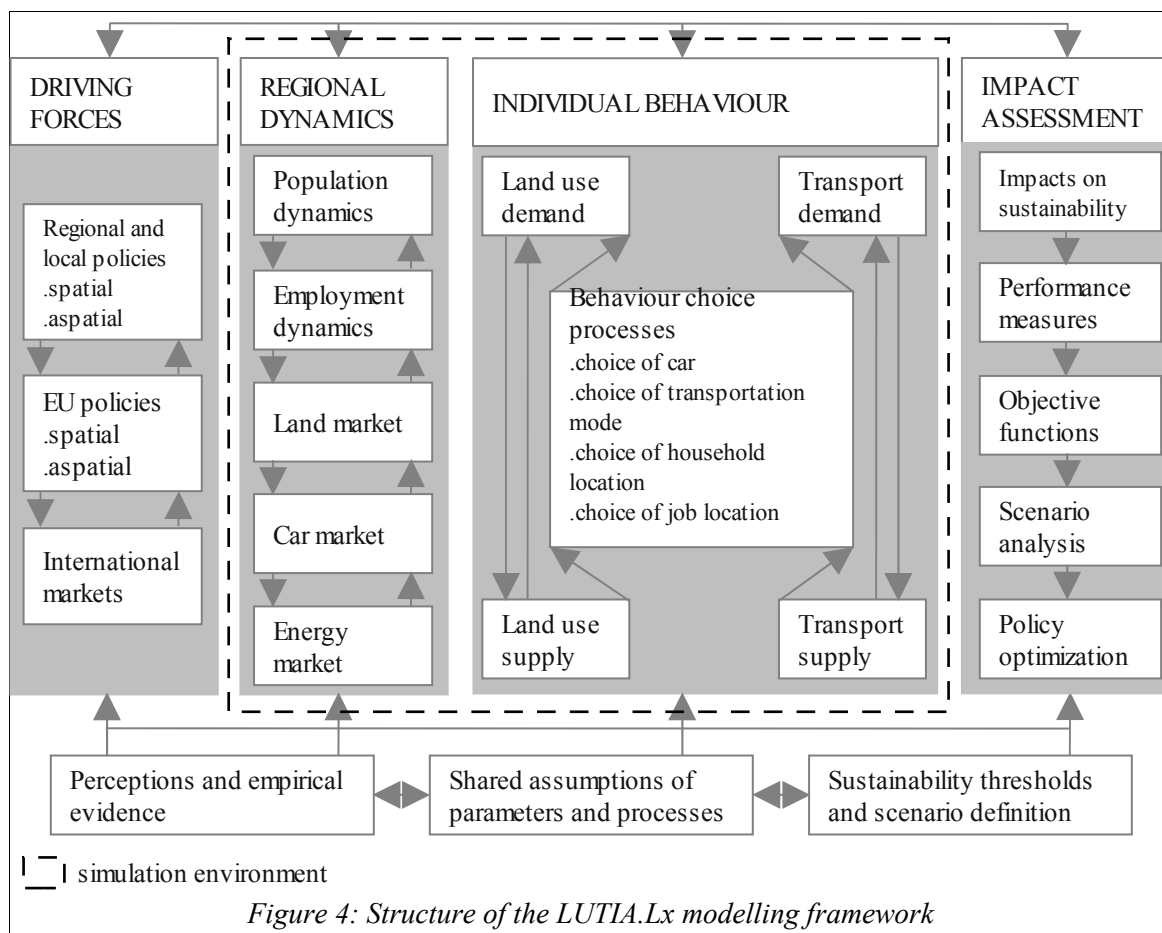 DRIVING
FORCES
REGIONAL
DYNAMICS
INDIVIDUAL BEHAVIOUR
IMPACT
ASSESSMENT
Regional and
local policies
.spatial
.aspatial
EU policies
.spatial
.aspatial
International
markets
Population
dynamics
Employment
dynamics
Land market
Car market
Energy
market
Land use
demand
Transport
demand
Behaviour choice
processes
.choice of car
.choice of transportation
mode
.choice of household
location
.choice of job location
Land use
supply
Transport
supply
Impacts on
sustainability
Performance
measures
Objective
functions
Scenario
analysis
Policy
optimization
Perceptions and empirical
evidence
Shared assumptions of
parameters and processes
Sustainability thresholds
and scenario definition
simulation environment
Figure 4: Structure of the LUTIA.Lx modelling framework